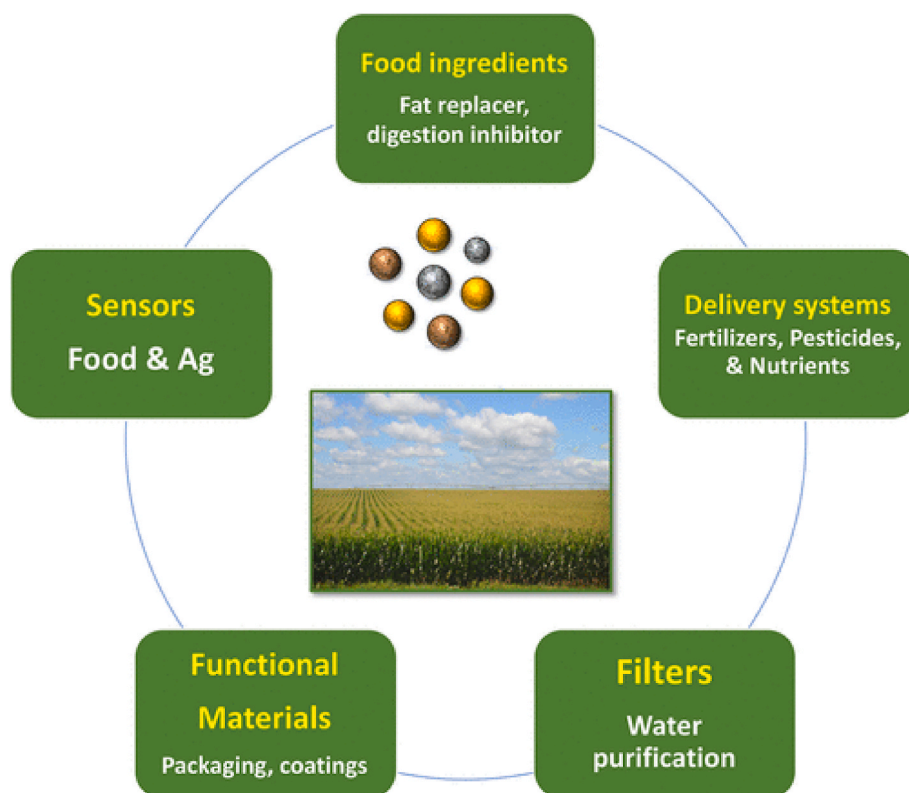 Food ingredients
Fat replacer,
digestion inhibitor
Sensors
Food & Ag
Delivery systems
Fertilizers, Pesticides,
& Nutrients
Functional
Materials
Packaging, coatings
Filters
Water
purification